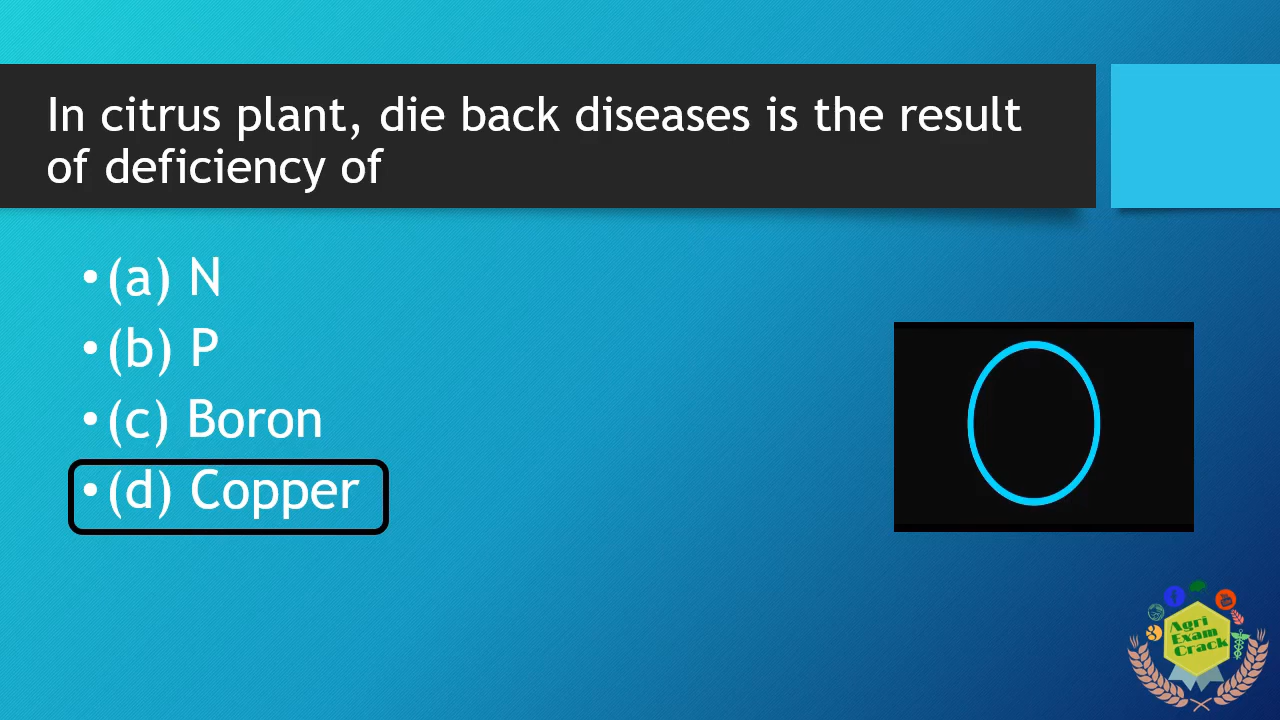 In citrus plant, die back diseases is the result
of deficiency of
•(a) N
•(b) P
•(c) Boron
•(d) Copper
Agri
Exam
Crack